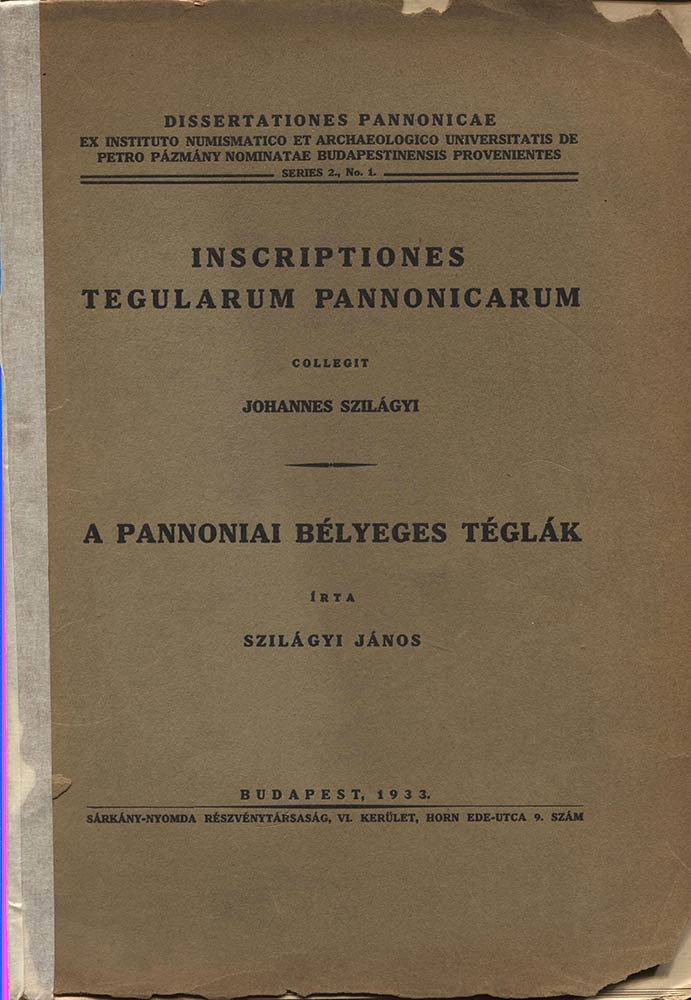 DISSERTATIONES PANNONICAE
EX INSTITUTO NUMISMATICO ET ARCHAEOLOGICO UNIVERSITATIS DE
PETRO PÁZMÁNY NOMINATAE BUDAPESTINENSIS PROVENIENTES
SERIES 2., No. 1.
INSCRIPTIONES
TEGULARUM PANNONICARUM
COLLEGIT
JOHANNES SZILÁGYI
A PANNONIAI BÉLYEGES TÉGLÁK
ÍRTA
SZILÁGYI JÁNOS
BUDAPEST, 1933.
SÁRKÁNY-NYOMDA RÉSZVÉNYTÁRSASÁG, VI. KERÜLET, HORN EDE-UTCA 9. SZÁM